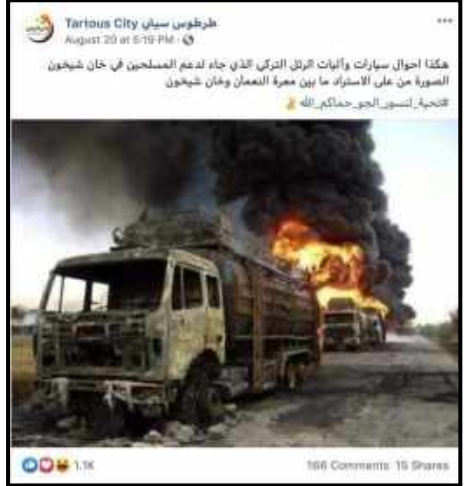 Tartous City طرطوس سيتي
August 20 at 6:19 PM ·
هكذا احوال سيارات وآليات الرتل التركي الذي جاء لدعم المسلحين في خان شيخون
الصورة من على الاستراد ما بين معرة النعمان وخان شيخون
#تحية_لنسور_الجو_حماكم_الله
1.1K 166 Comments 15 Shares